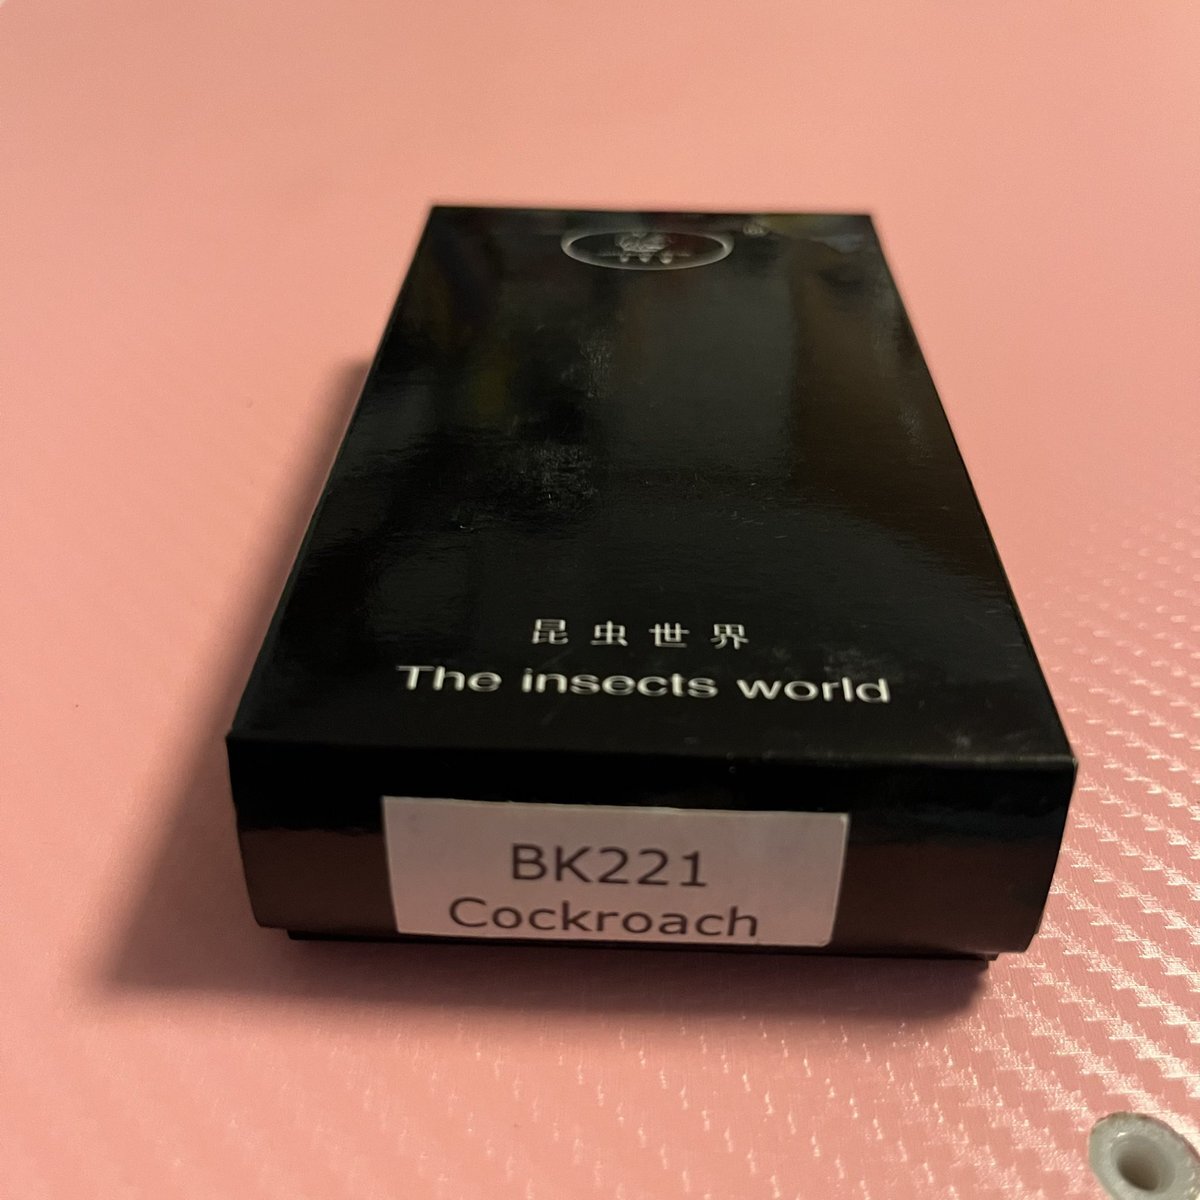 昆虫世界
The insects world
BK221
Cockroach